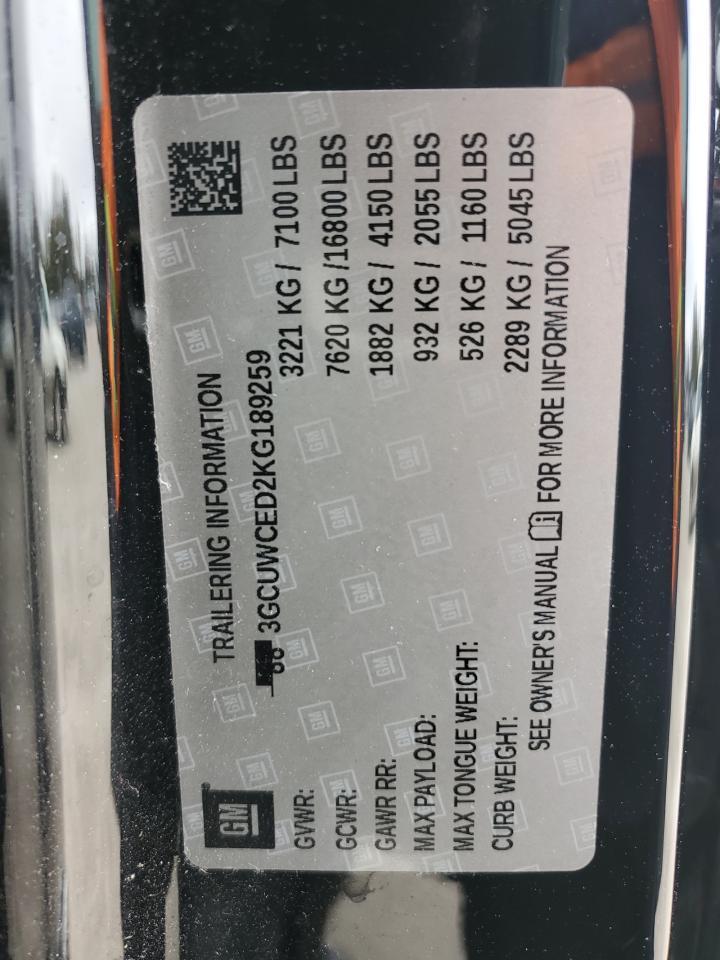 TRAILERING INFORMATION
3GCUWCED2KG189259
GM
GVWR: 3221 KG / 7100 LBS
GCWR: 7620 KG /16800 LBS
GAWR RR: 1882 KG / 4150 LBS
MAX PAYLOAD: 932 KG / 2055 LBS
MAX TONGUE WEIGHT: 526 KG / 1160 LBS
CURB WEIGHT: 2289 KG / 5045 LBS
SEE OWNER'S MANUAL FOR MORE INFORMATION